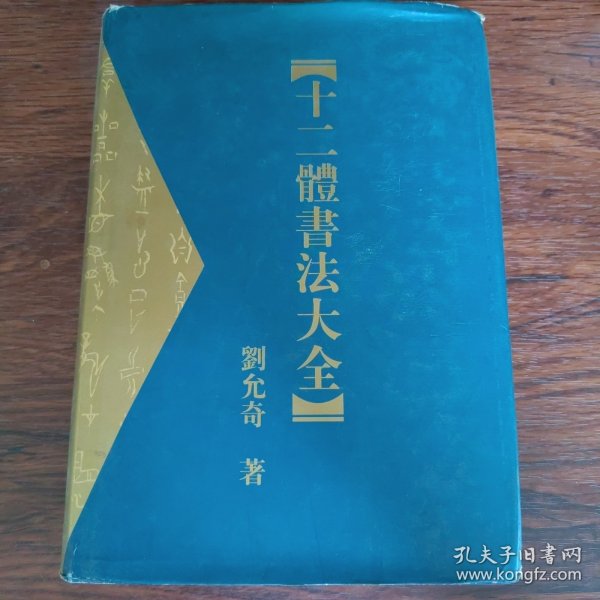 【十二體書法大全】
劉允奇 著
孔夫子旧書网
www.kongfz.com